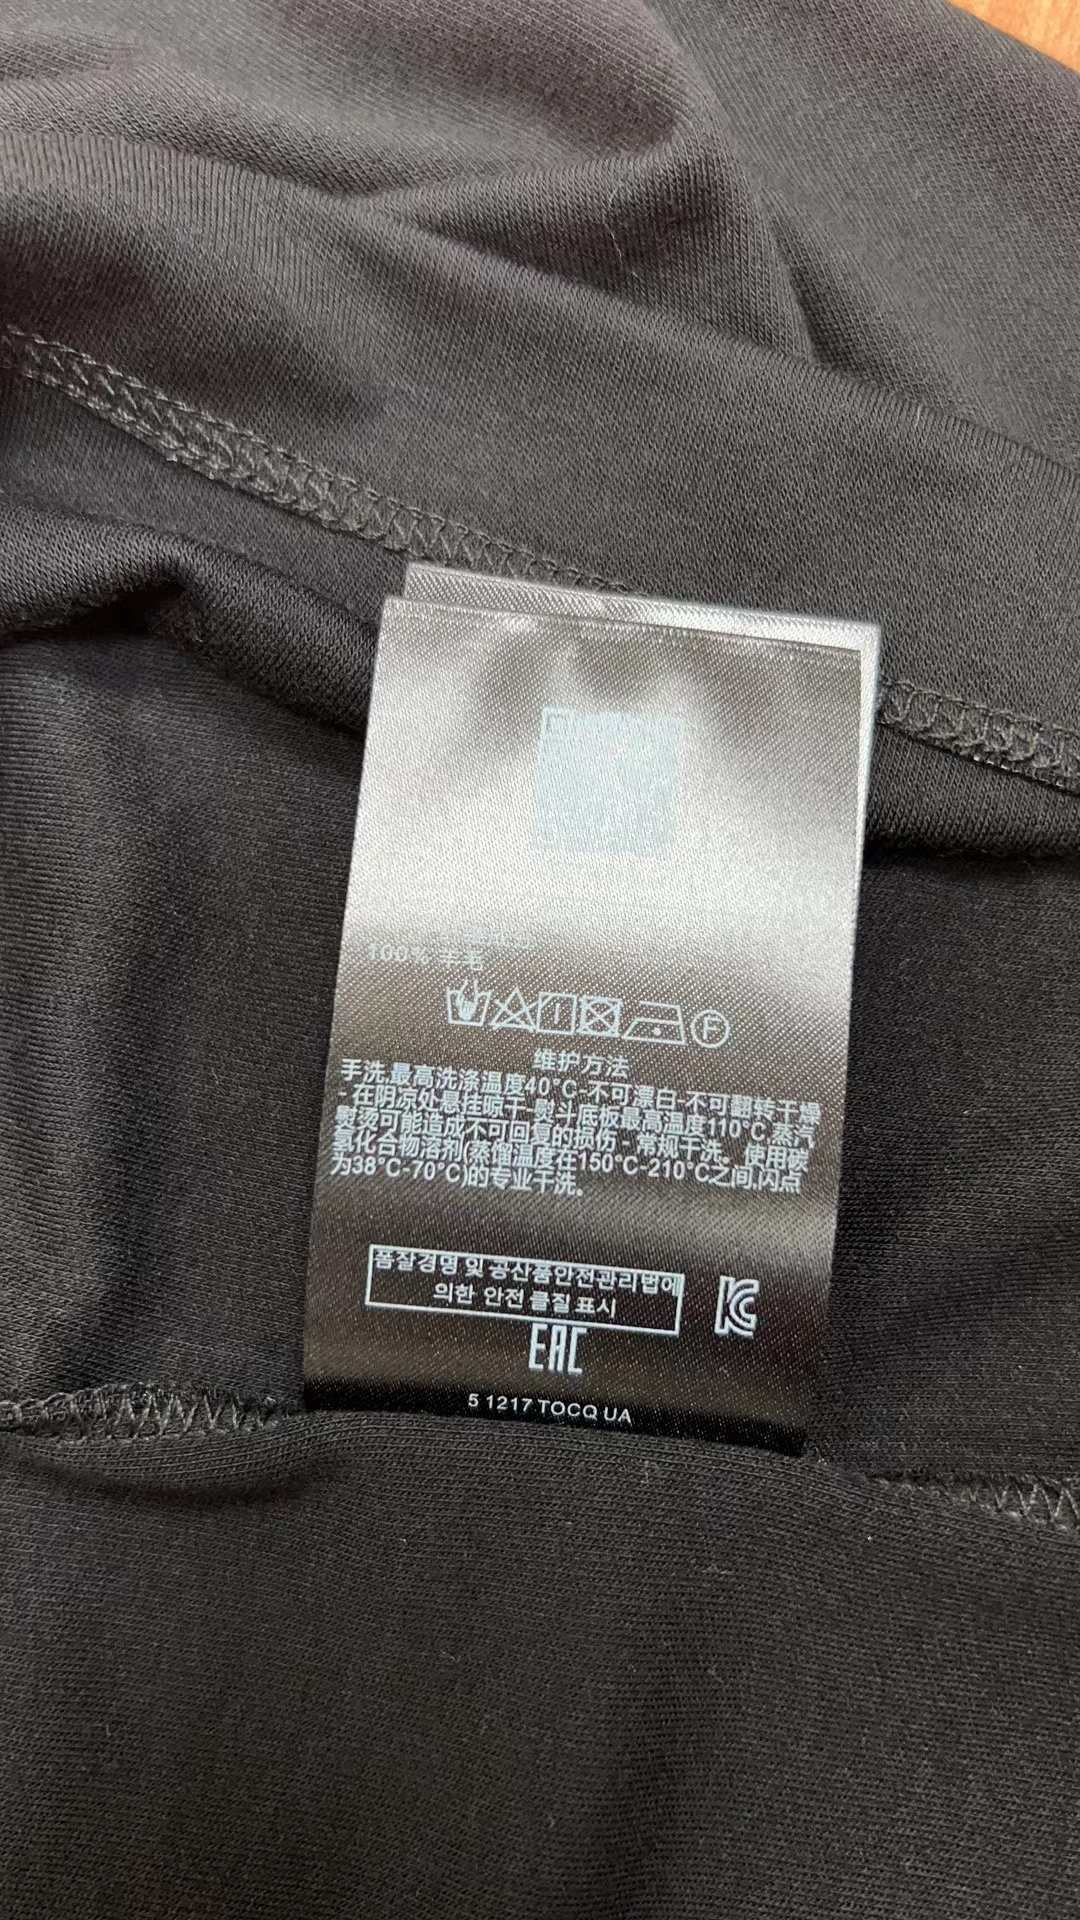 100% 羊毛
F
维护方法
手洗,最高洗涤温度40°C-不可漂白-不可翻转干燥
- 在阴凉处悬挂晾干-熨斗底板最高温度110°C,蒸汽
熨烫可能造成不可回复的损伤 - 常规干洗。使用碳
氢化合物溶剂(蒸馏温度在150°C-210°C之间,闪点
为38°C-70°C)的专业干洗。
품질경영 및 공산품안전관리법에
의한 안전 품질 표시
EAC
5 1217 TOCQ UA